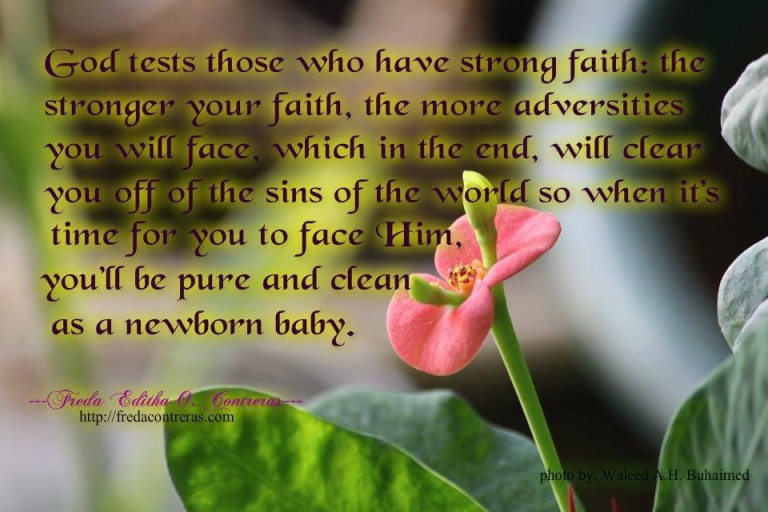 God tests those who have strong faith: the
stronger your faith, the more adversities
you will face, which in the end, will clear
you off of the sins of the world so when it's
time for you to face Him,
you'll be pure and clean
as a newborn baby.
---Freda Editha O. Contreras---
http://fredacontreras.com
photo by: Waleed A.H. Buhaimed